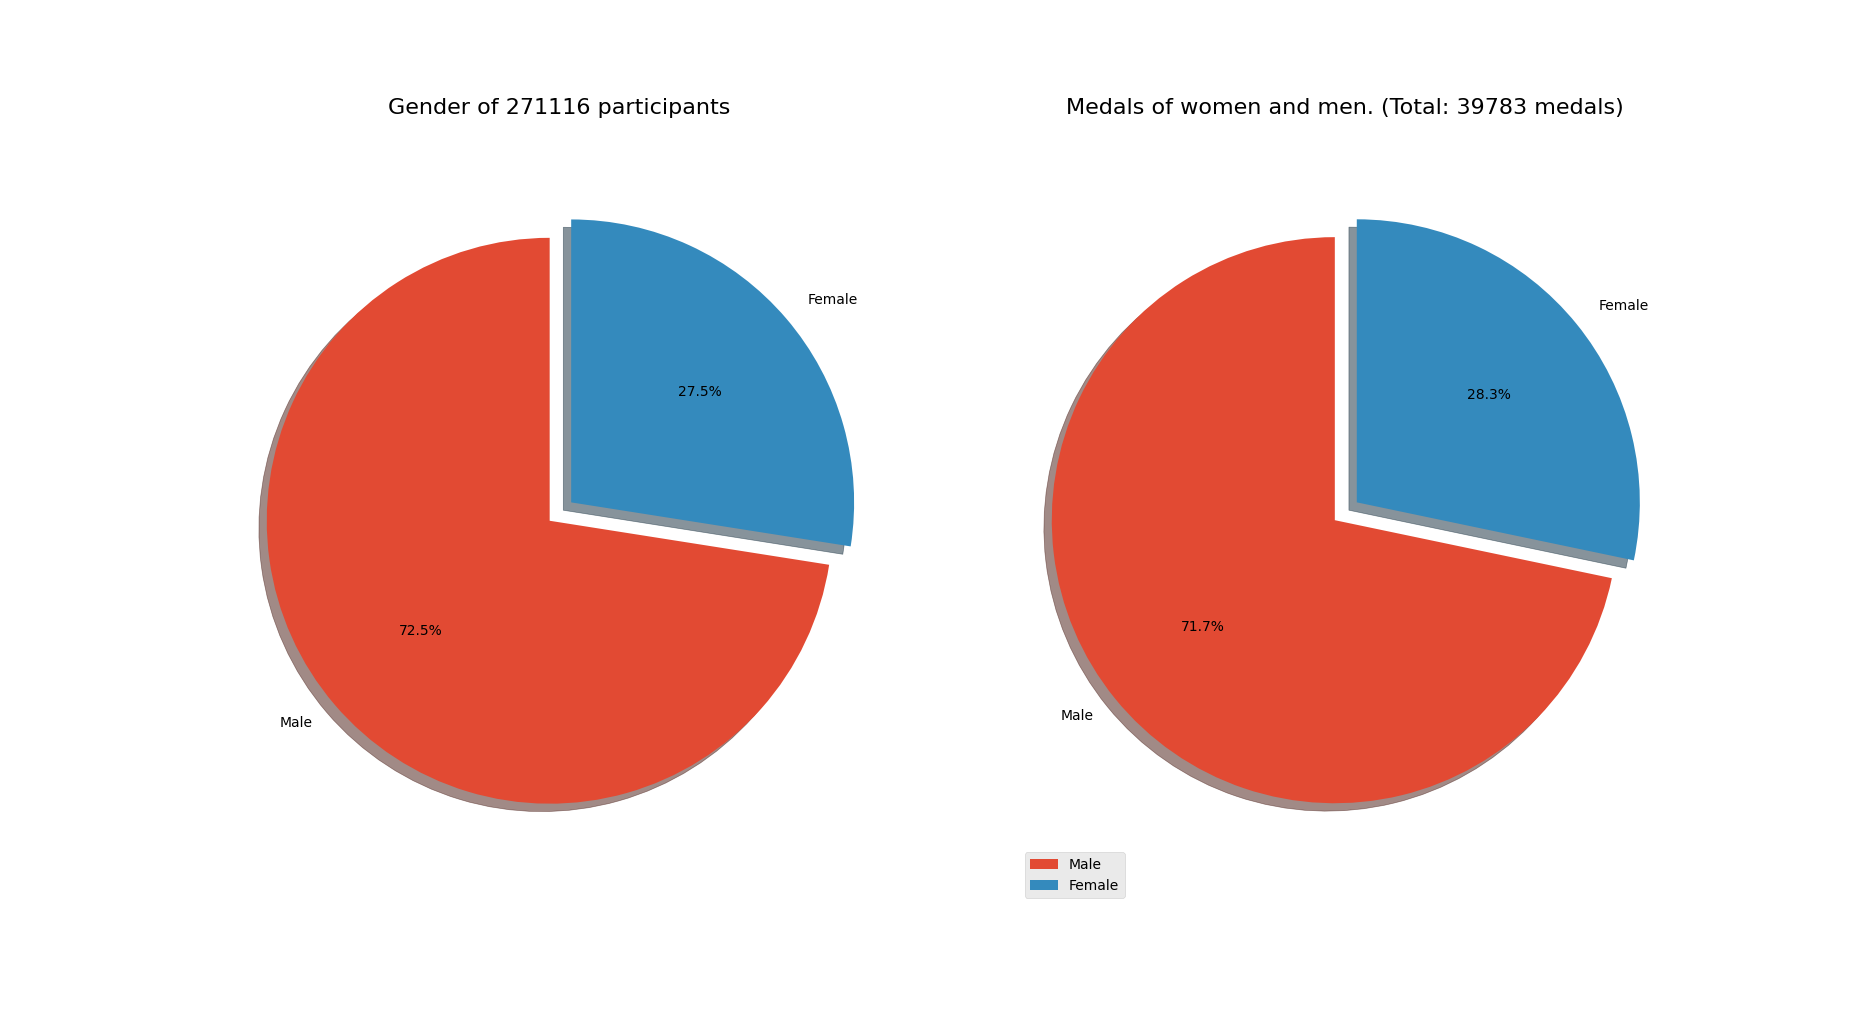 Gender of 271116 participants
Female
27.5%
72.5%
Male
Medals of women and men. (Total: 39783 medals)
Female
28.3%
71.7%
Male
Male
Female